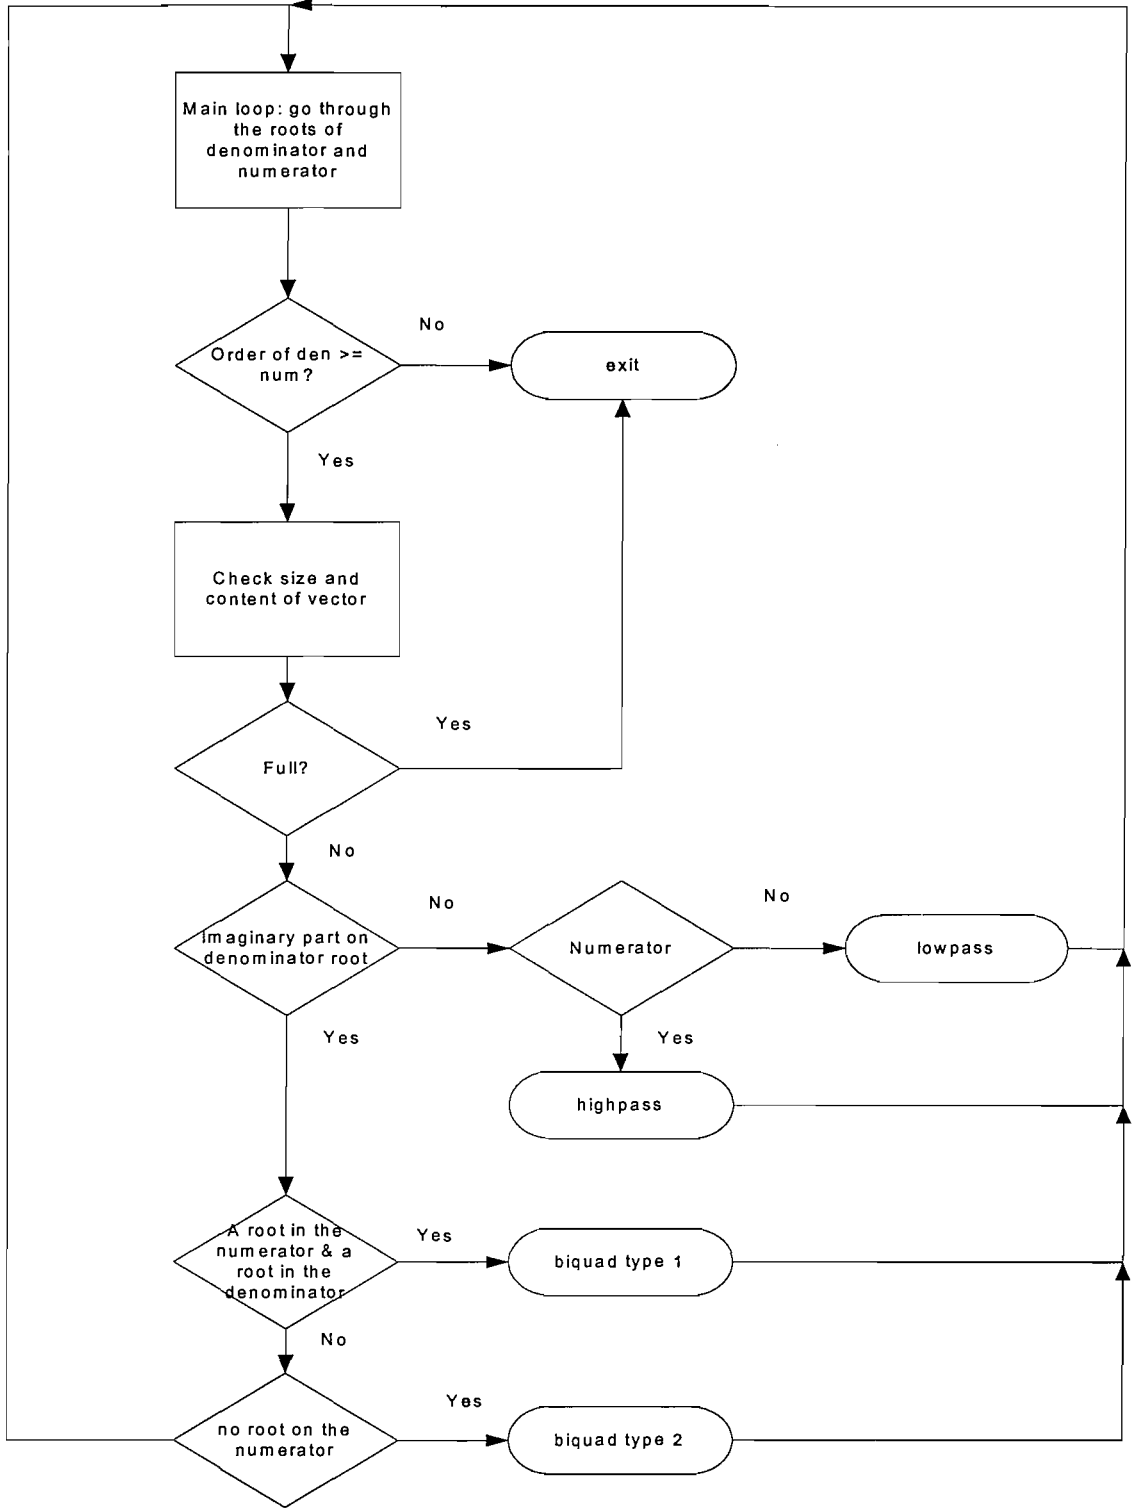 Main loop: go through
the roots of
denominator and
numerator
No
Order of den >=
num?
exit
Yes
Check size and
content of vector
Yes
Full?
No
No
No
Imaginary part on
denominator root
Numerator
lowpass
Yes
Yes
highpass
A root in the
numerator & a
root in the
denominator
Yes
biquad type 1
No
Yes
no root on the
numerator
biquad type 2